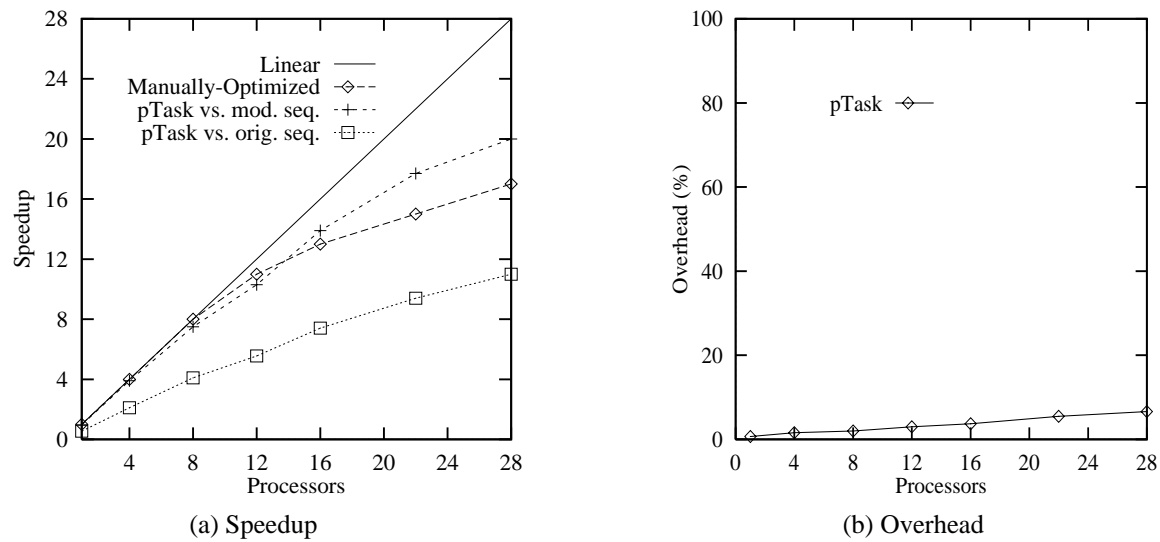 28
24
20
16
12
8
4
0
Speedup
Linear
Manually-Optimized
pTask vs. mod. seq.
pTask vs. orig. seq.
4 8 12 16 20 24 28
Processors
(a) Speedup
100
80
60
40
20
0
Overhead (%)
pTask
0 4 8 12 16 20 24 28
Processors
(b) Overhead